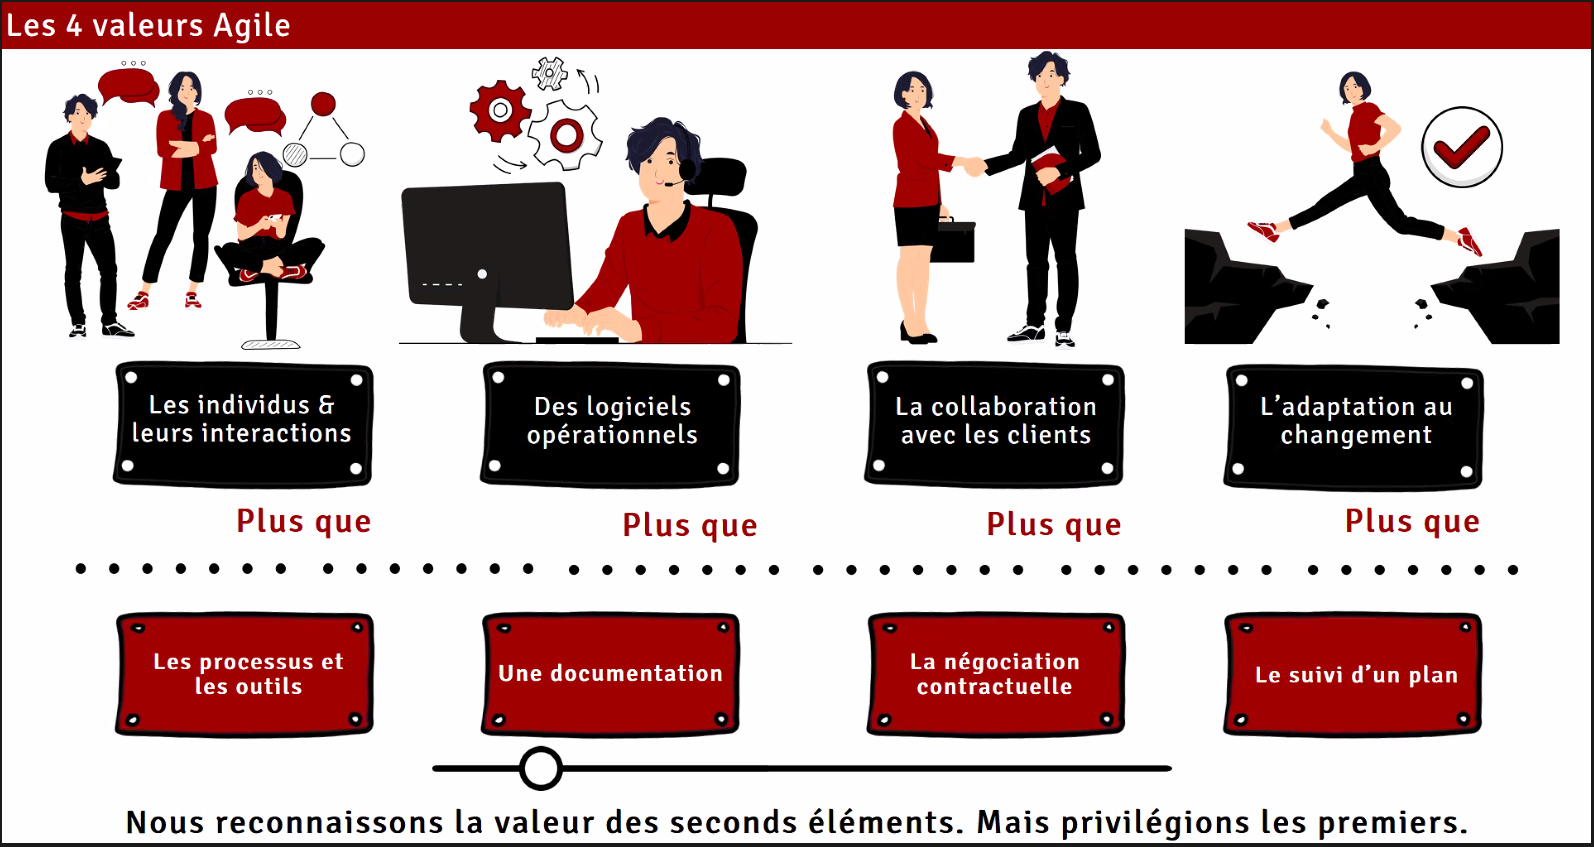 Les 4 valeurs Agile
Les individus &
leurs interactions
Des logiciels
opérationnels
La collaboration
avec les clients
L’adaptation au
changement
Plus que
Plus que
Plus que
Plus que
Les processus et
les outils
Une documentation
La négociation
contractuelle
Le suivi d’un plan
Nous reconnaissons la valeur des seconds éléments. Mais privilégions les premiers.